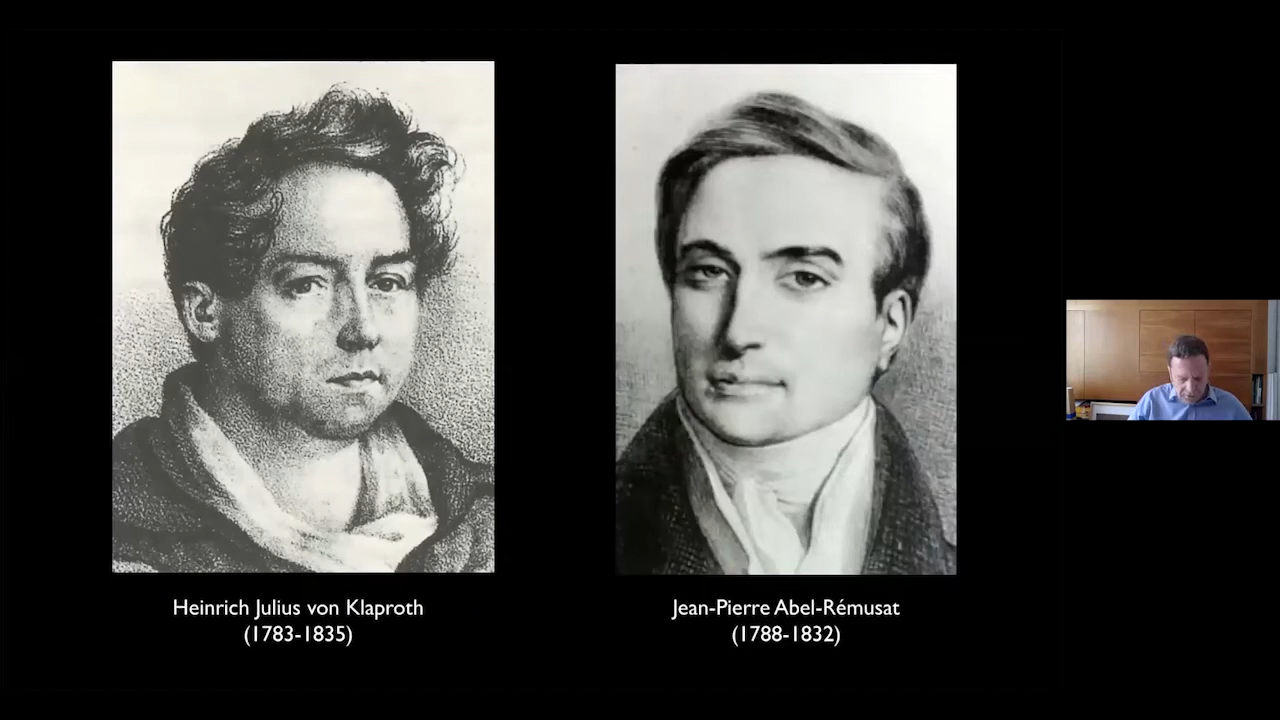 Heinrich Julius von Klaproth
(1783-1835)
Jean-Pierre Abel-Rémusat
(1788-1832)